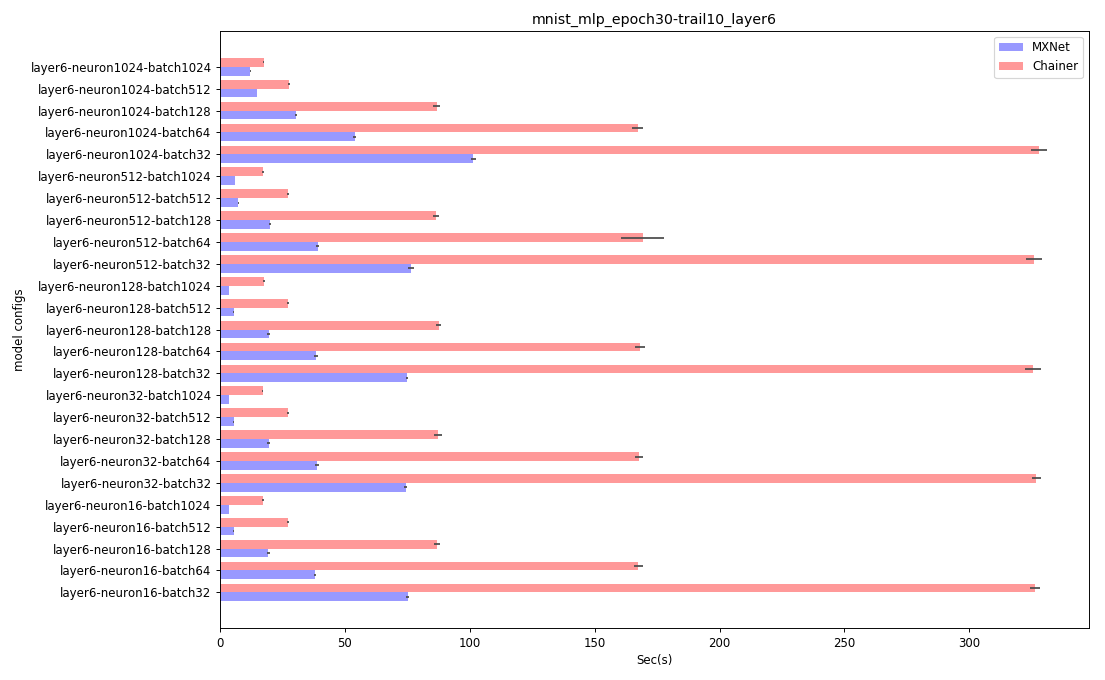 mnist_mlp_epoch30-trail10_layer6
MXNet
Chainer
layer6-neuron1024-batch1024
layer6-neuron1024-batch512
layer6-neuron1024-batch128
layer6-neuron1024-batch64
layer6-neuron1024-batch32
layer6-neuron512-batch1024
layer6-neuron512-batch512
layer6-neuron512-batch128
layer6-neuron512-batch64
layer6-neuron512-batch32
layer6-neuron128-batch1024
layer6-neuron128-batch512
layer6-neuron128-batch128
layer6-neuron128-batch64
layer6-neuron128-batch32
layer6-neuron32-batch1024
layer6-neuron32-batch512
layer6-neuron32-batch128
layer6-neuron32-batch64
layer6-neuron32-batch32
layer6-neuron16-batch1024
layer6-neuron16-batch512
layer6-neuron16-batch128
layer6-neuron16-batch64
layer6-neuron16-batch32
model configs
0 50 100 150 200 250 300
Sec(s)